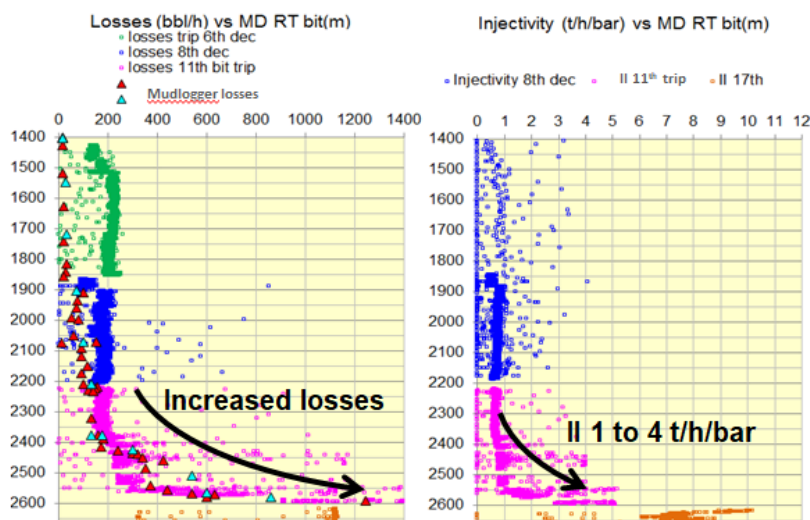 Losses (bbl/h) vs MD RT bit(m)
losses trip 6th dec
losses 8th dec
losses 11th bit trip
Mudlogger losses
0 200 400 600 800 1000 1200 1400
1400
1500
1600
1700
1800
1900
2000
2100
2200
2300
2400
2500
2600
Increased losses
Injectivity (t/h/bar) vs MD RT bit(m)
Injectivity 8th dec II 11th trip II 17th
0 1 2 3 4 5 6 7 8 9 10 11 12
1400
1500
1600
1700
1800
1900
2000
2100
2200
2300
2400
2500
2600
II 1 to 4 t/h/bar